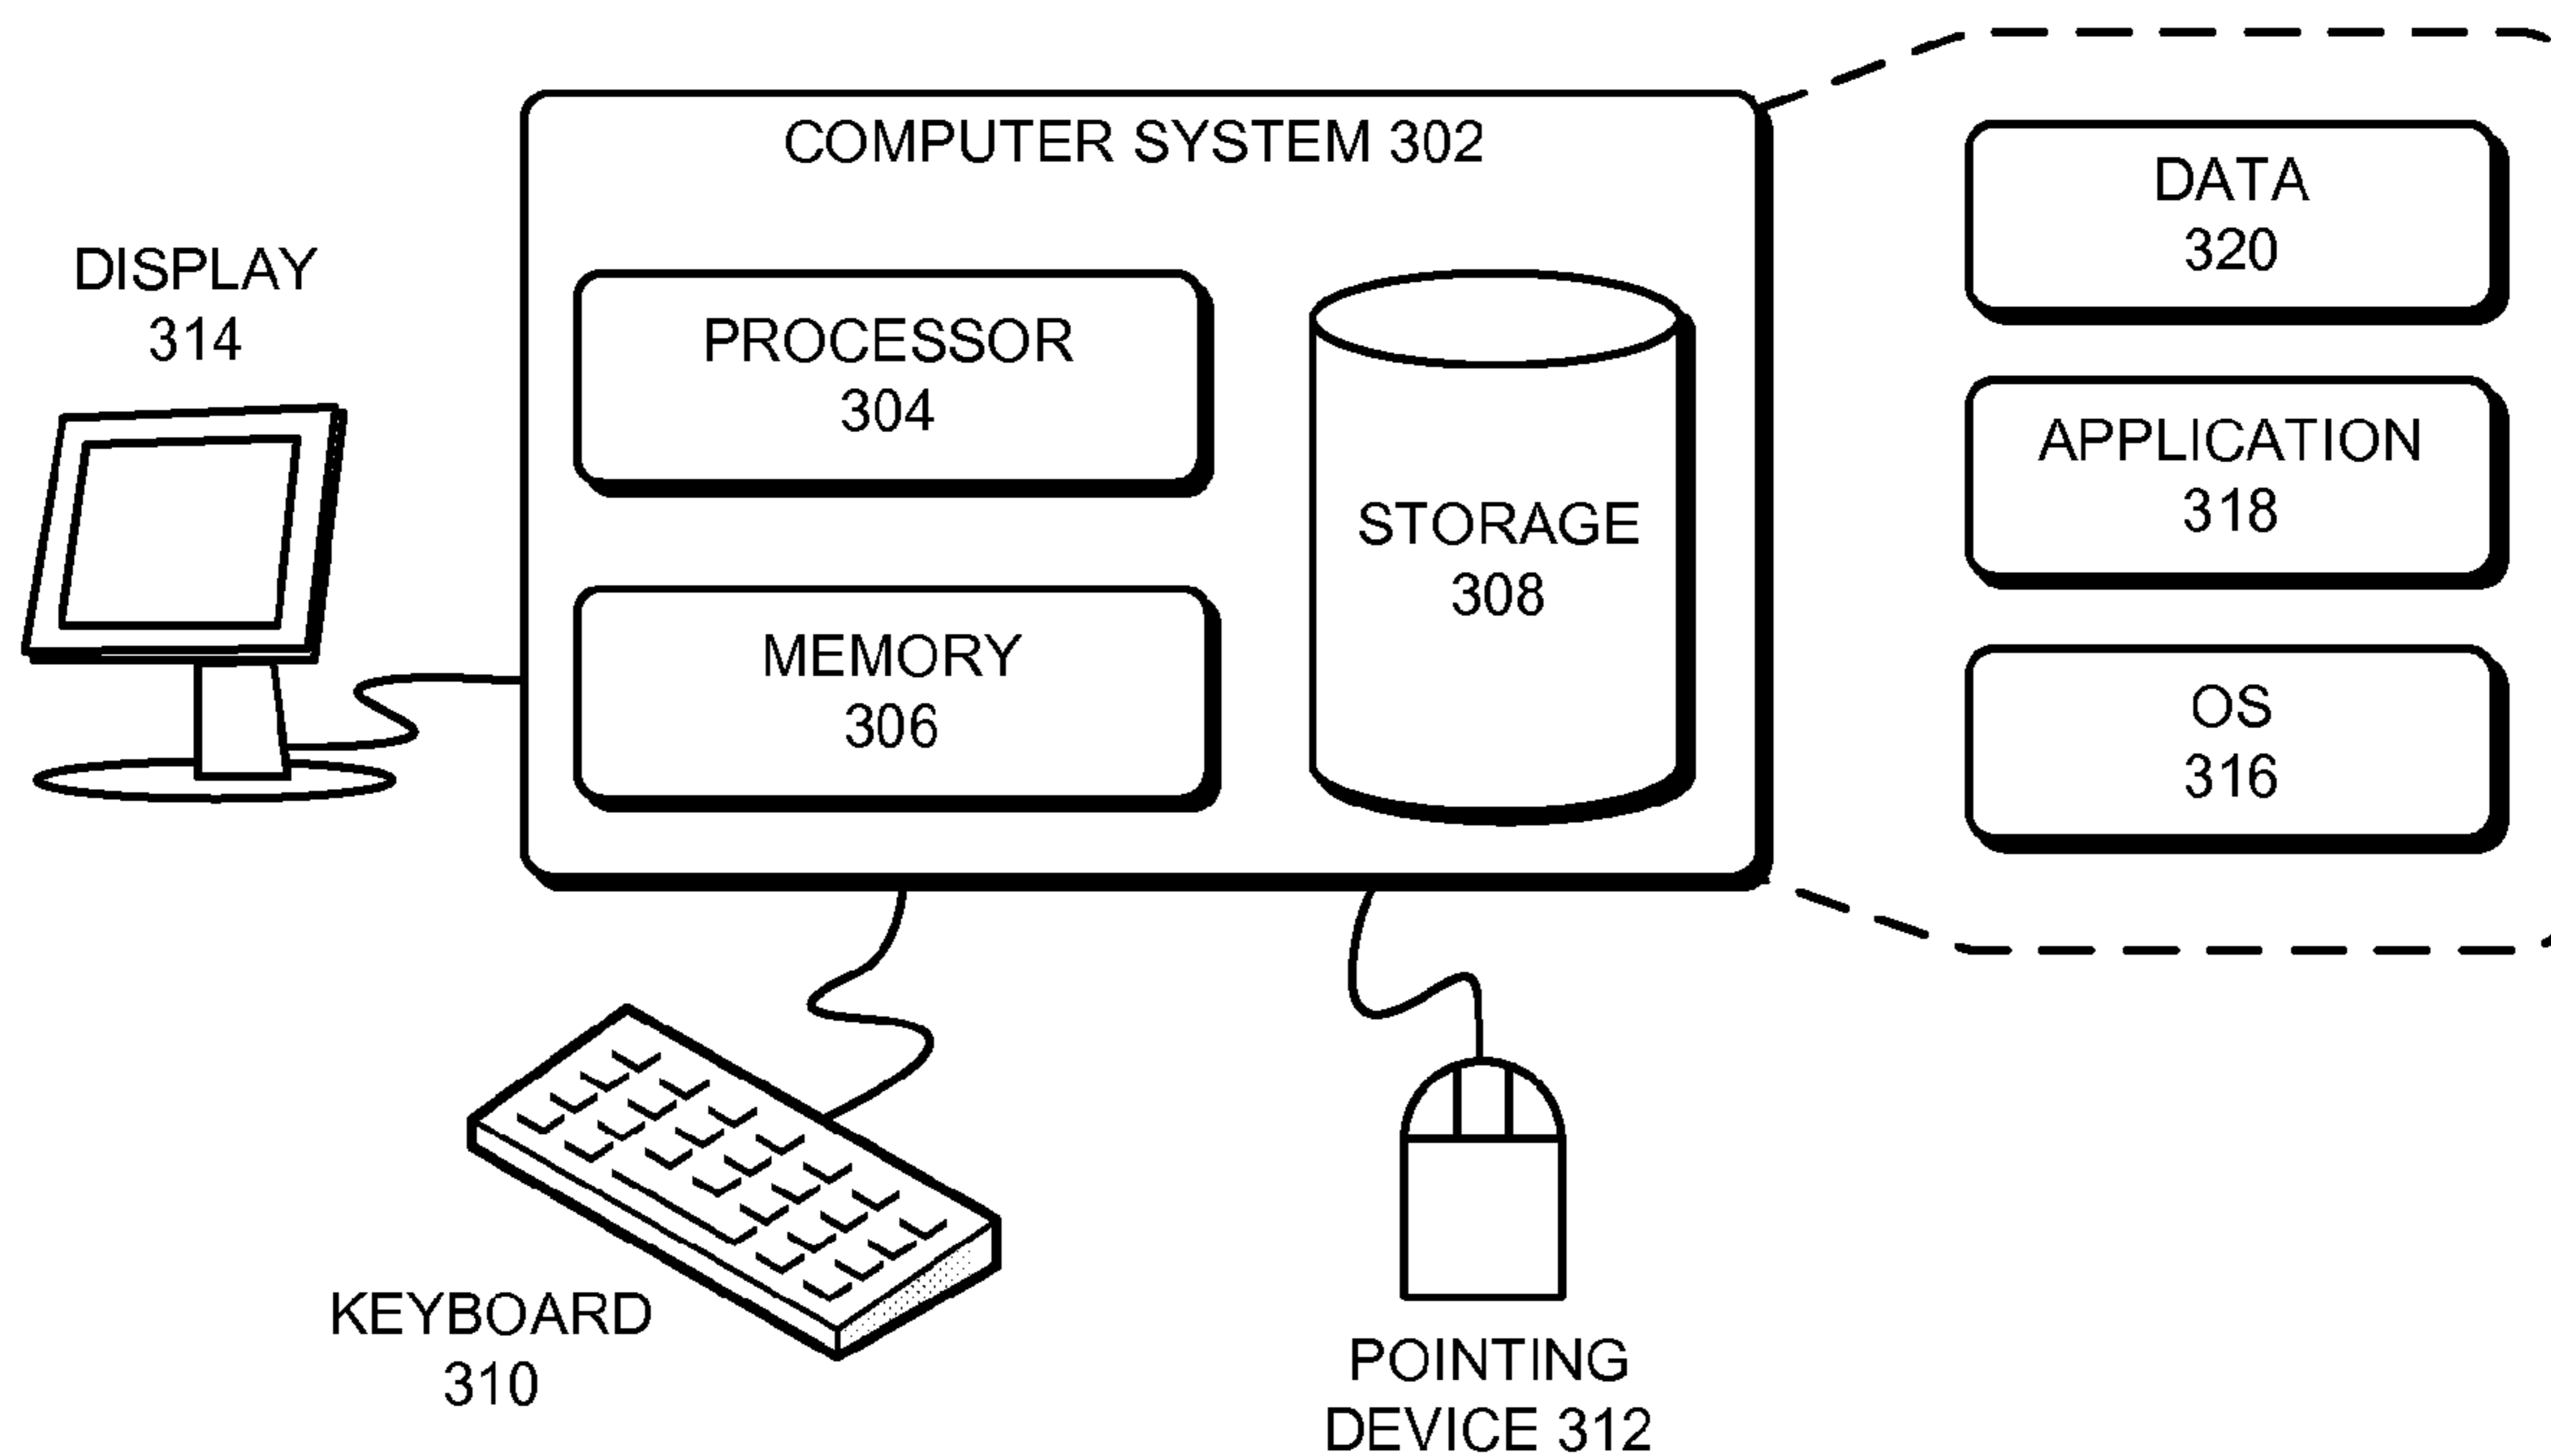 COMPUTER SYSTEM 302
DISPLAY
314
PROCESSOR
304
MEMORY
306
STORAGE
308
DATA
320
APPLICATION
318
OS
316
KEYBOARD
310
POINTING
DEVICE 312